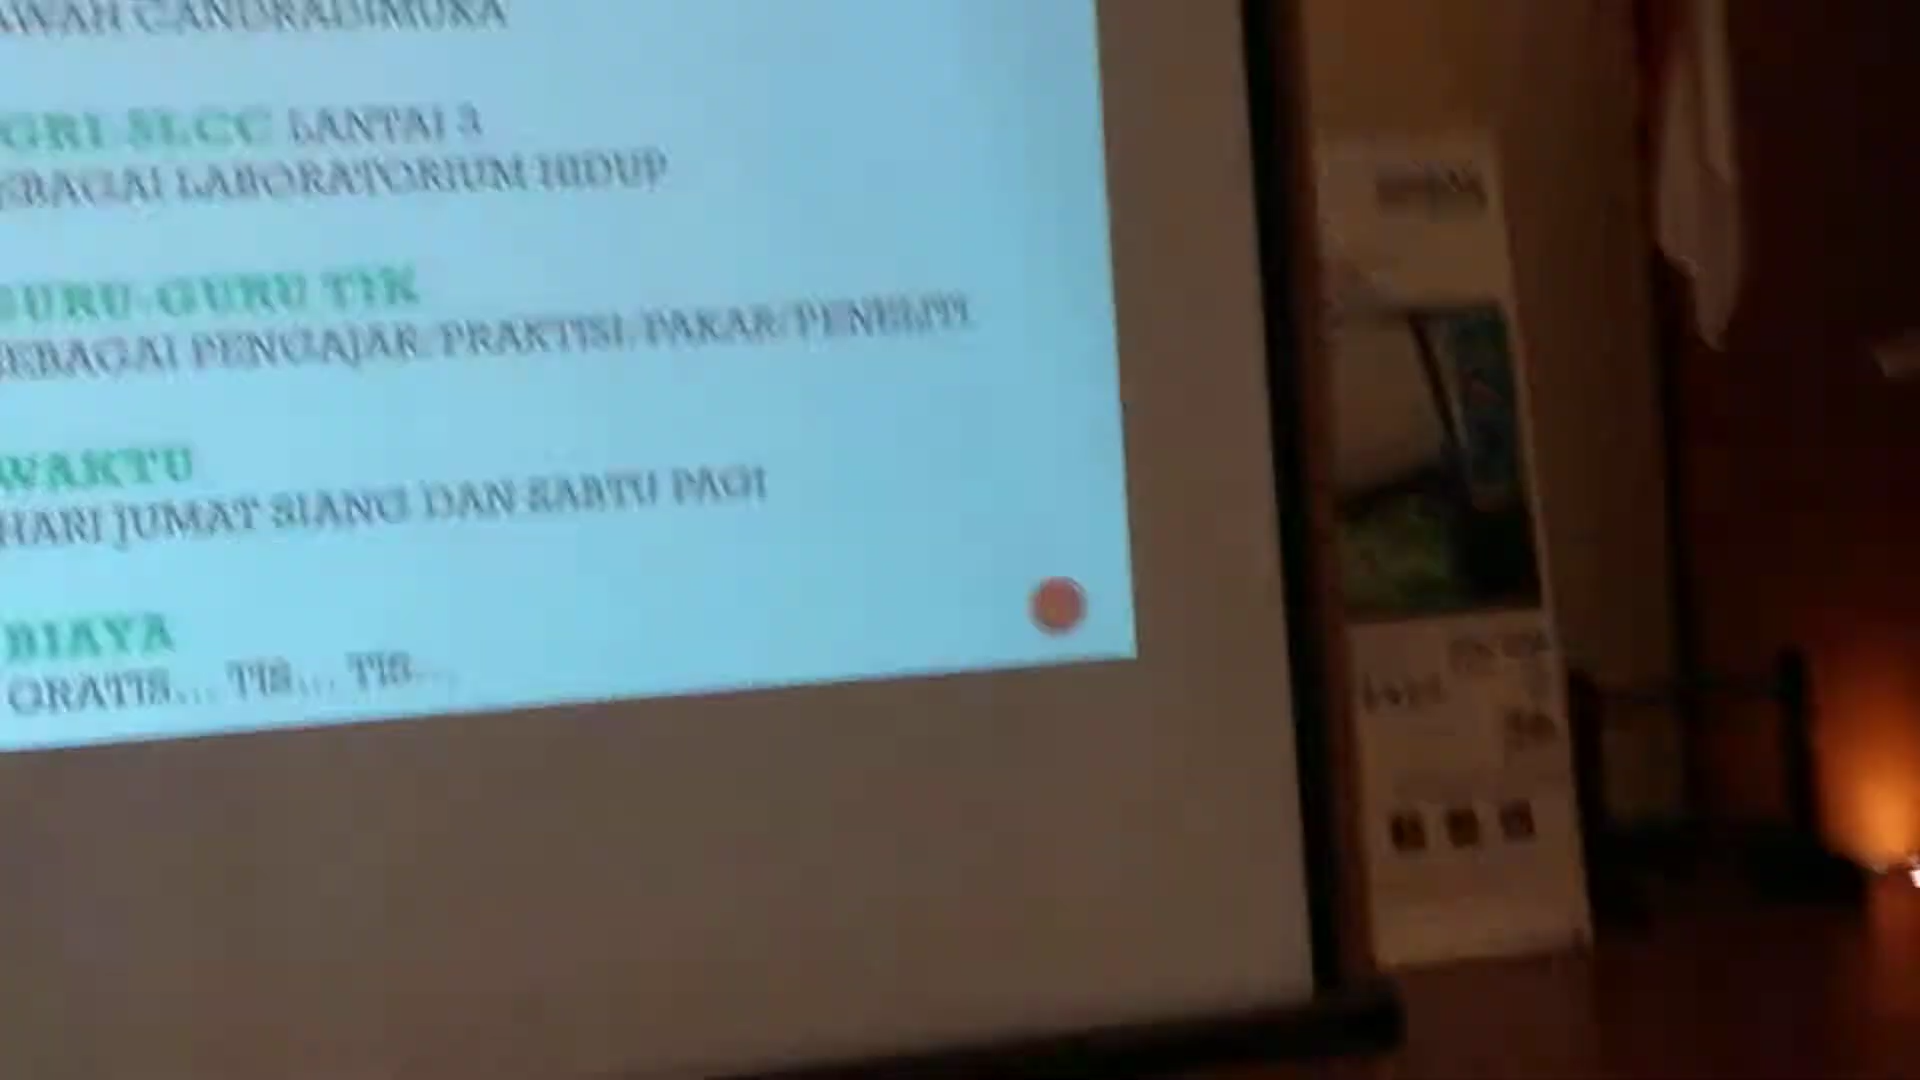 AWAH CANDRADIMUKA
GRI SLCC LANTAI 3
EBAGAI LABORATORIUM HIDUP
GURU-GURU TIK
SEBAGAI PENGAJAR/PRAKTISI/PAKAR/PENELITI
WAKTU
HARI JUMAT SIANG DAN SABTU PAGI
BIAYA
GRATIS... TIS... TIS...